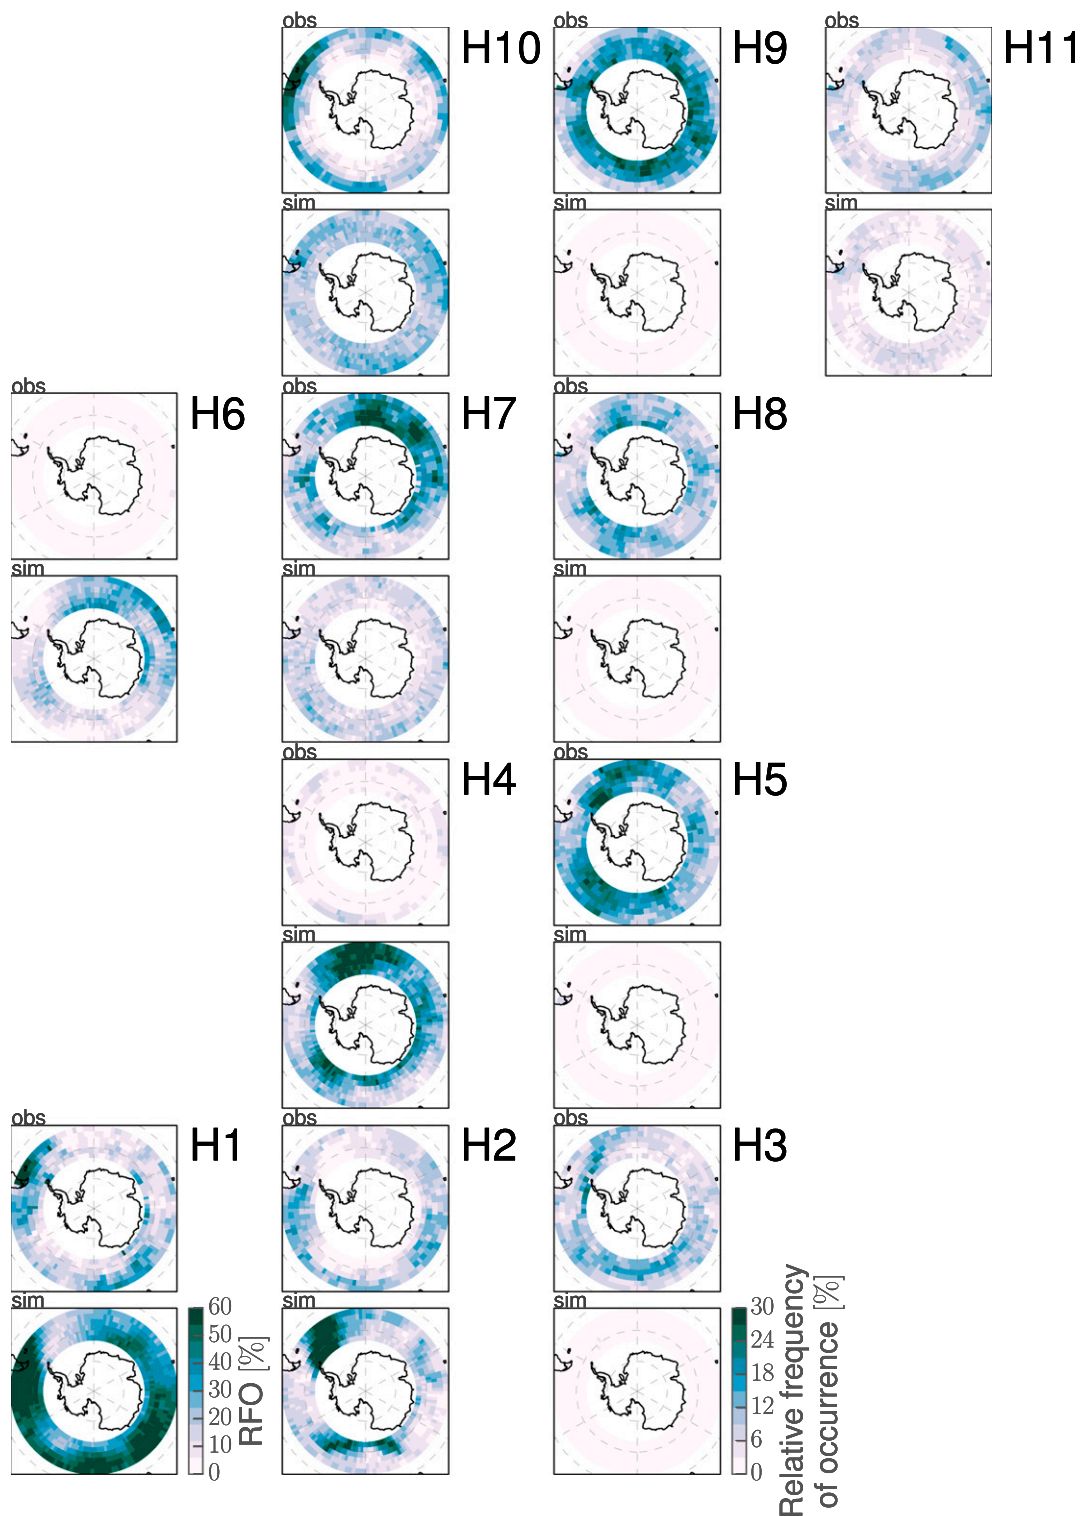 obs
H10
obs
H9
obs
H11
sim
sim
sim
obs
H6
obs
H7
obs
H8
sim
sim
sim
obs
H4
obs
H5
sim
sim
obs
H1
obs
H2
obs
H3
sim
60
50
40
30
20
10
0
RFO [%]
sim
sim
30
24
18
12
6
0
Relative frequency
of occurrence [%]